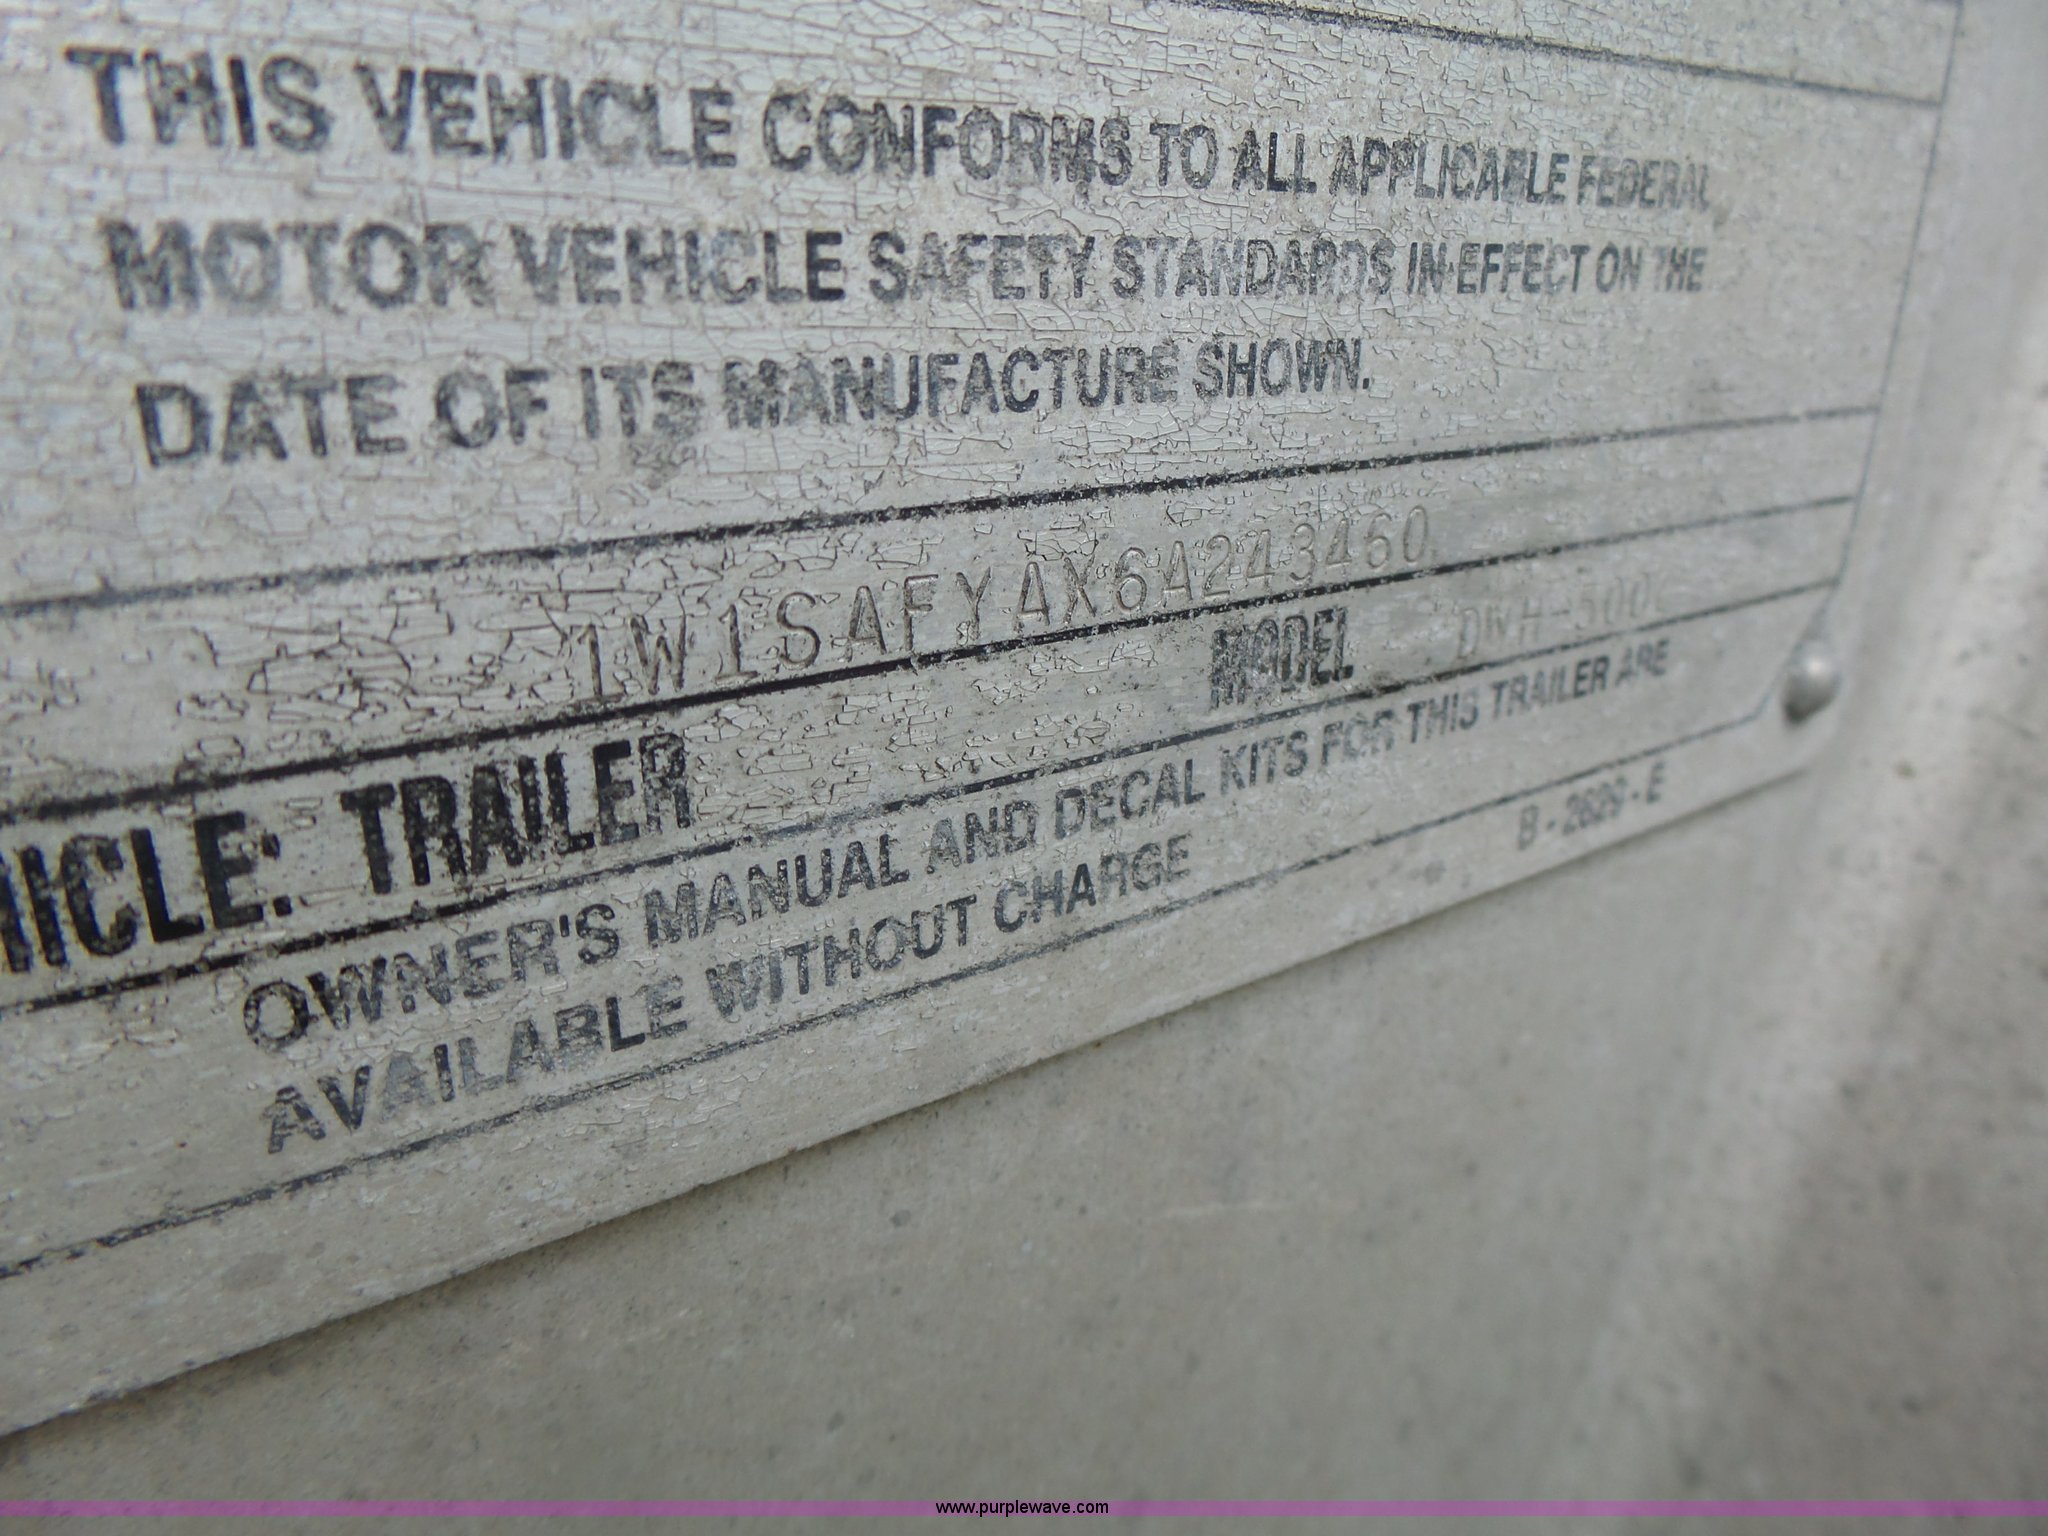 THIS VEHICLE CONFORMS TO ALL APPLICABLE FEDERAL
MOTOR VEHICLE SAFETY STANDARDS IN EFFECT ON THE
DATE OF ITS MANUFACTURE SHOWN.
1W1SAFYAX6A243460
HICLE: TRAILER MODEL
OWNER'S MANUAL AND DECAL KITS FOR THIS TRAILER ARE
AVAILABLE WITHOUT CHARGE
B-2629-E
www.purplewave.com